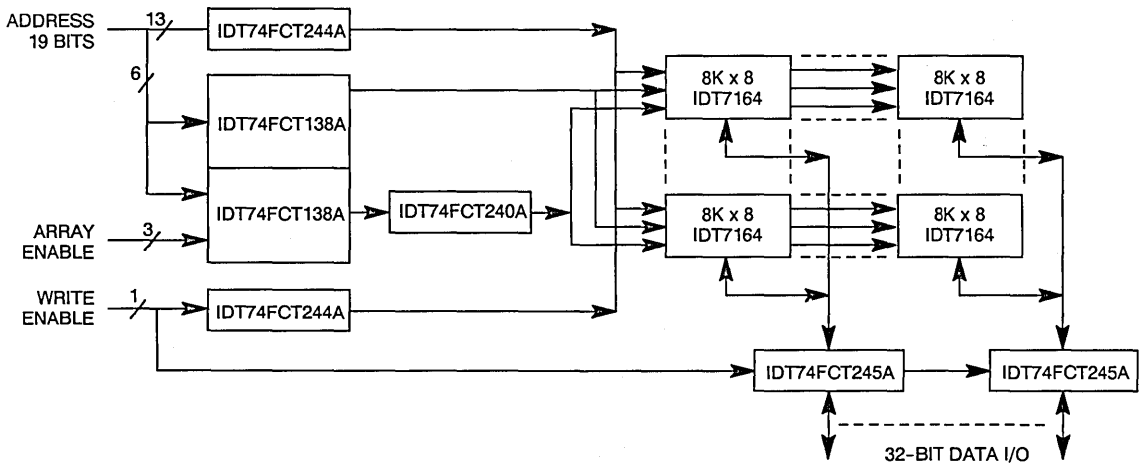 ADDRESS
19 BITS
13
IDT74FCT244A
6
IDT74FCT138A
IDT74FCT138A
IDT74FCT240A
ARRAY
ENABLE
3
WRITE
ENABLE
1
IDT74FCT244A
8K x 8
IDT7164
8K x 8
IDT7164
8K x 8
IDT7164
8K x 8
IDT7164
IDT74FCT245A
IDT74FCT245A
32-BIT DATA I/O